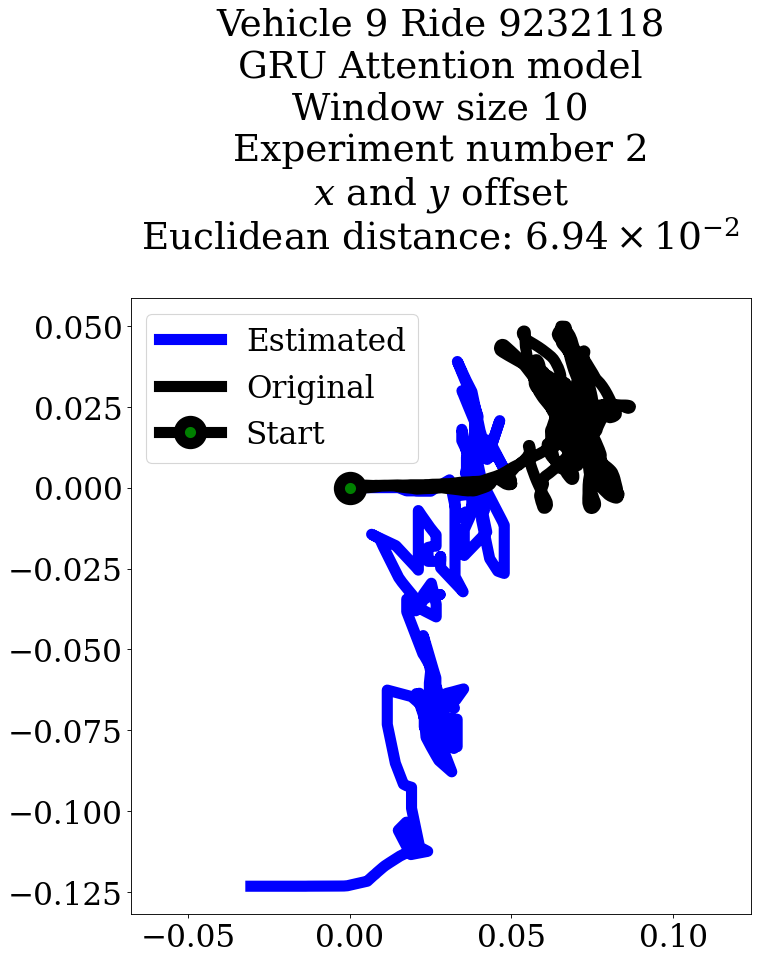 Vehicle 9 Ride 9232118
GRU Attention model
Window size 10
Experiment number 2
x and y offset
Euclidean distance: 6.94 × 10⁻²
Estimated
Original
Start
0.050
0.025
0.000
−0.025
−0.050
−0.075
−0.100
−0.125
−0.05 0.00 0.05 0.10